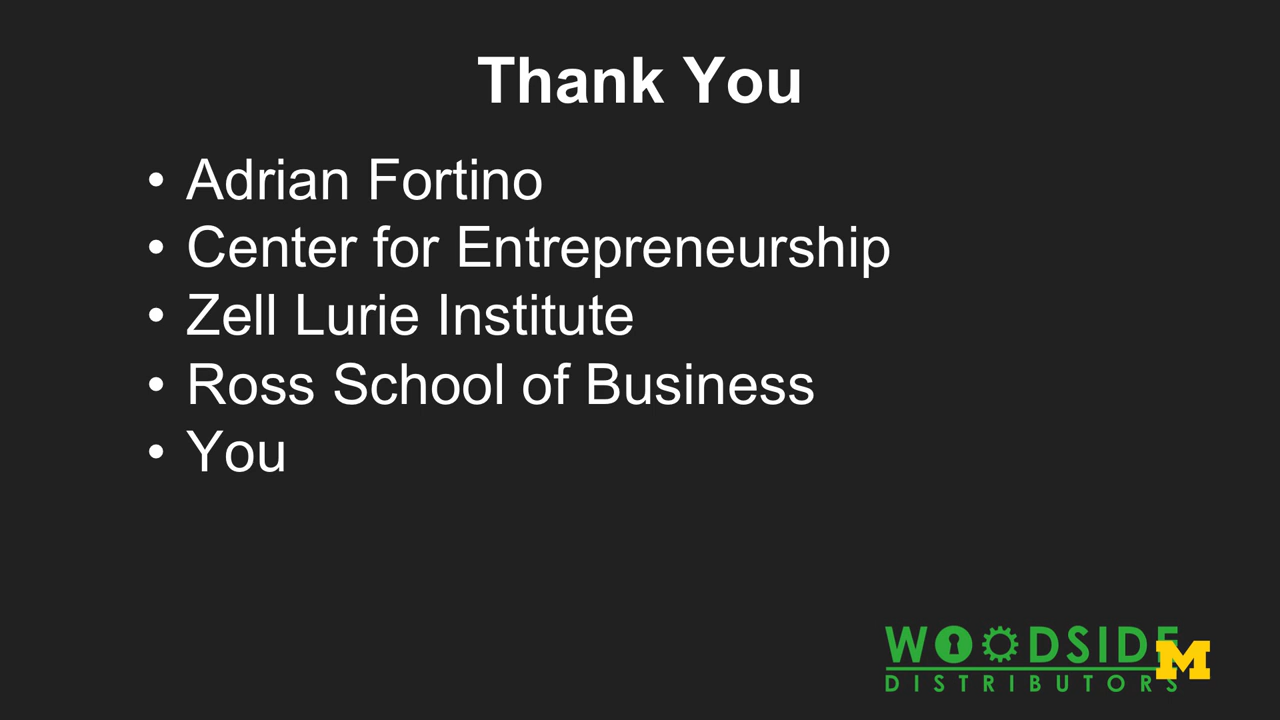 Thank You
• Adrian Fortino
• Center for Entrepreneurship
• Zell Lurie Institute
• Ross School of Business
• You
WOODSIDE
DISTRIBUTORS
M